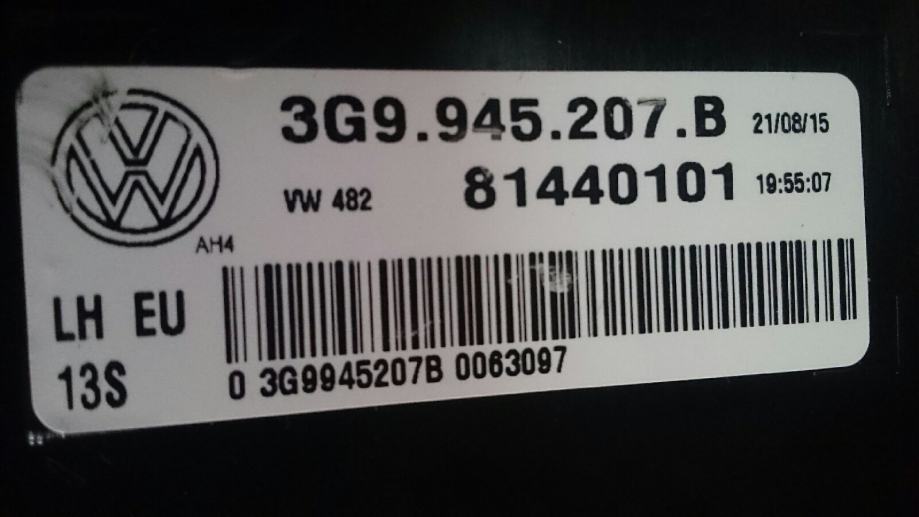 3G9.945.207.B 21/08/15
VW 482 81440101 19:55:07
AH4
LH EU
13S
0 3G9945207B 0063097